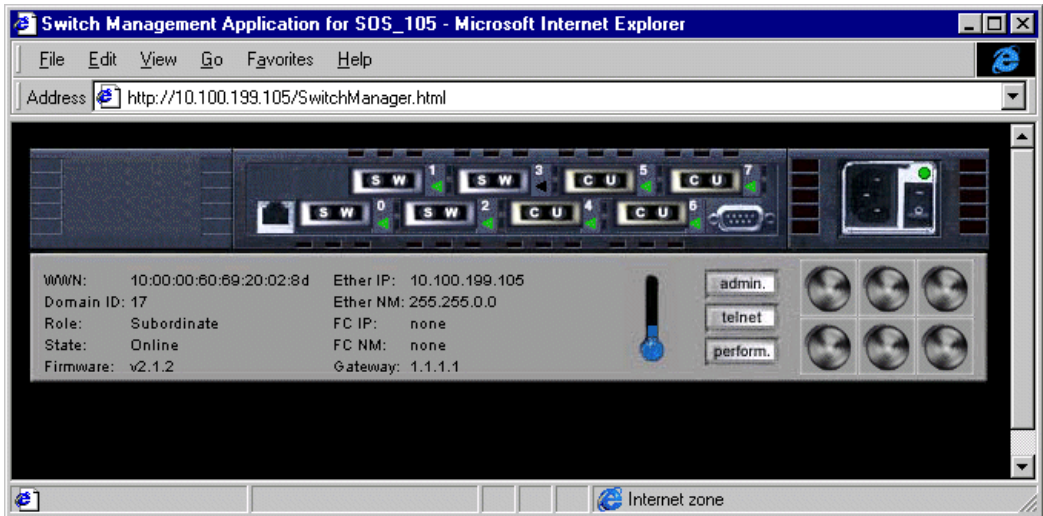 Switch Management Application for SOS_105 - Microsoft Internet Explorer
File Edit View Go Favorites Help
Address http://10.100.199.105/SwitchManager.html
S W 1 S W 3 C U 5 C U 7
S W 0 S W 2 C U 4 C U 6
WWN: 10:00:00:60:69:20:02:8d Ether IP: 10.100.199.105 admin.
Domain ID: 17 Ether NM: 255.255.0.0
Role: Subordinate FC IP: none telnet
State: Online FC NM: none
Firmware: v2.1.2 Gateway: 1.1.1.1 perform.
Internet zone